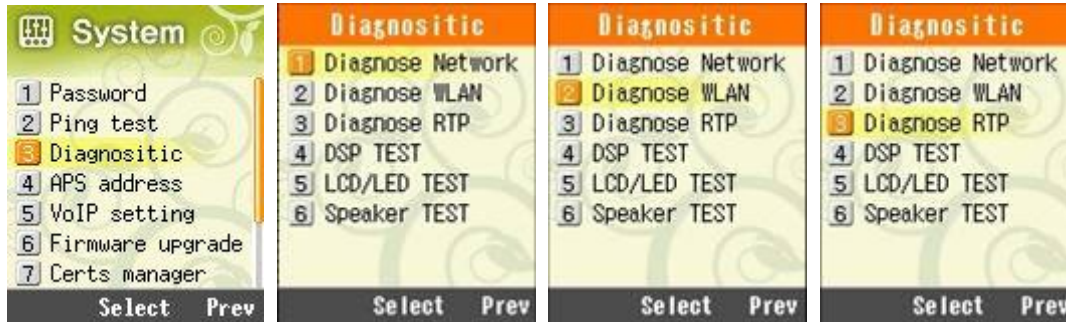 System
1 Password
2 Ping test
3 Diagnositic
4 APS address
5 VoIP setting
6 Firmware upgrade
7 Certs manager
Select Prev
Diagnositic
1 Diagnose Network
2 Diagnose WLAN
3 Diagnose RTP
4 DSP TEST
5 LCD/LED TEST
6 Speaker TEST
Select Prev
Diagnositic
1 Diagnose Network
2 Diagnose WLAN
3 Diagnose RTP
4 DSP TEST
5 LCD/LED TEST
6 Speaker TEST
Select Prev
Diagnositic
1 Diagnose Network
2 Diagnose WLAN
3 Diagnose RTP
4 DSP TEST
5 LCD/LED TEST
6 Speaker TEST
Select Prev